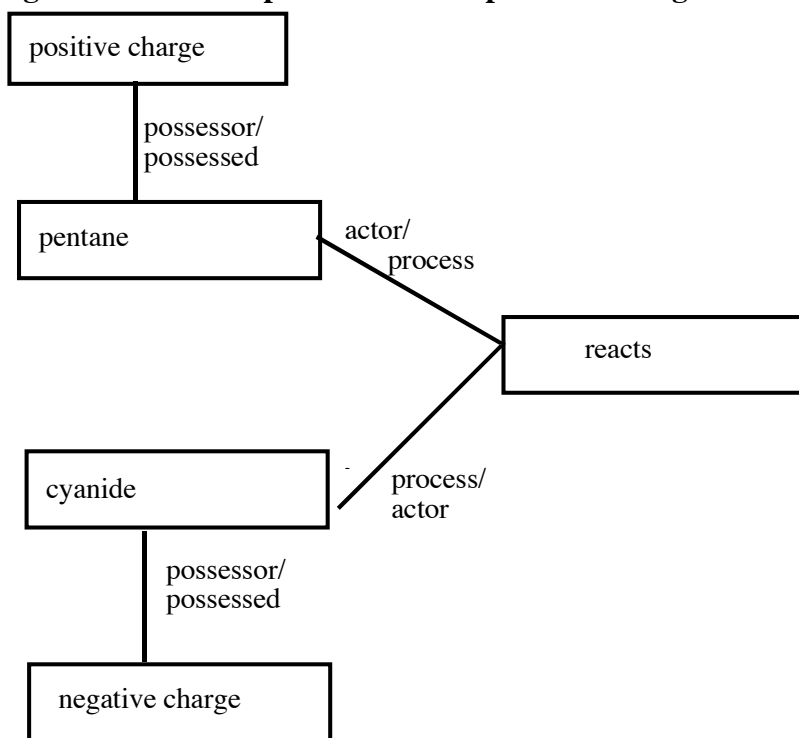 positive charge
possessor/
possessed
pentane
actor/
process
reacts
cyanide
process/
actor
possessor/
possessed
negative charge